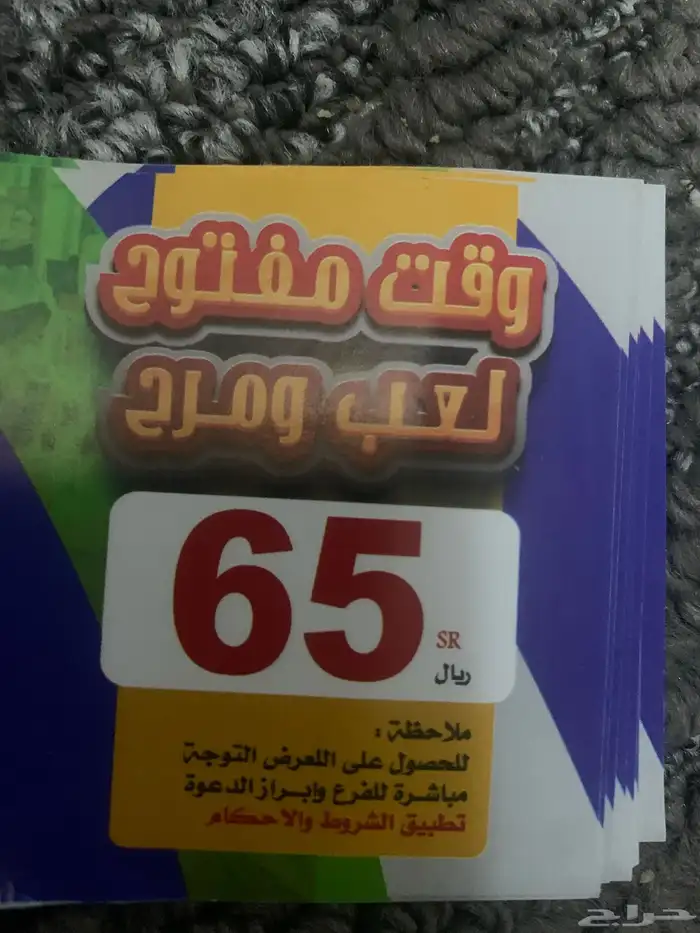 وقت مفتوح
لعب ومرح
65
SR
ريال
ملاحظة :
للحصول على اللعرض التوجة
مباشرة للفرع وإبراز الدعوة
تطبيق الشروط والاحكام
حراج